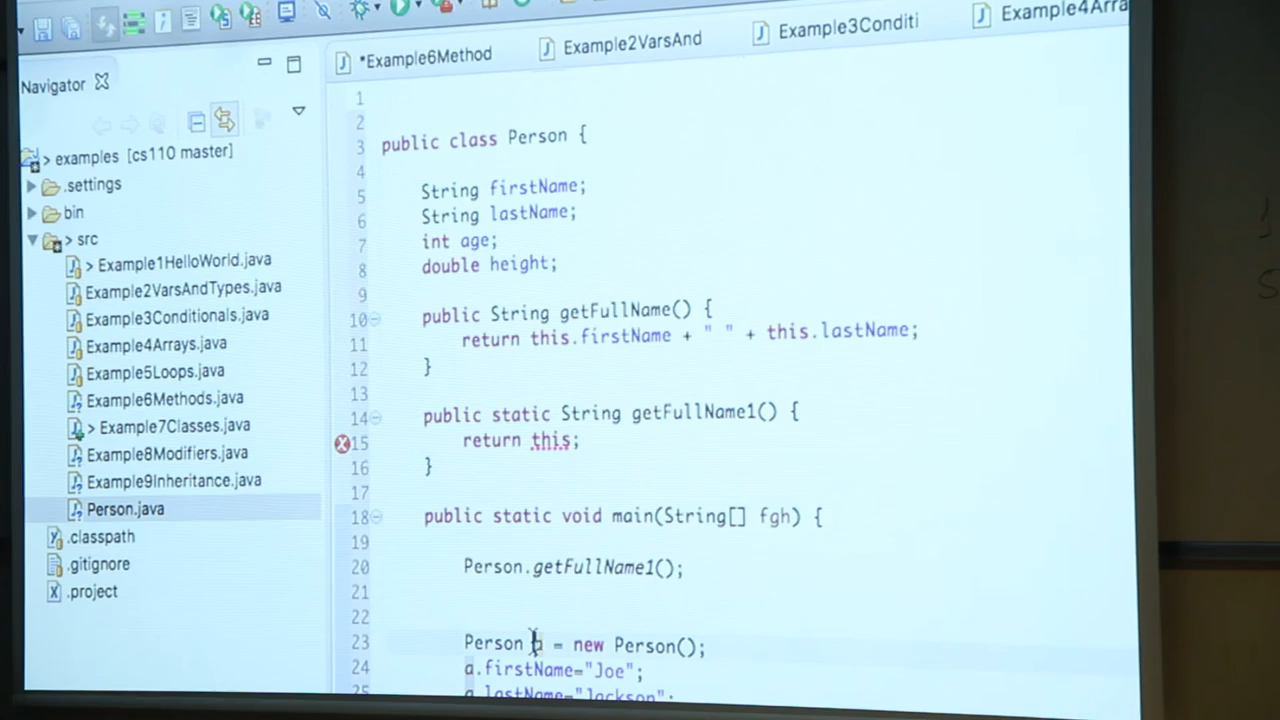 *Example6Method
Example2VarsAnd
Example3Conditi
Example4Arra
Navigator
> examples [cs110 master]
.settings
bin
> src
> Example1HelloWorld.java
Example2VarsAndTypes.java
Example3Conditionals.java
Example4Arrays.java
Example5Loops.java
Example6Methods.java
> Example7Classes.java
Example8Modifiers.java
Example9Inheritance.java
Person.java
.classpath
.gitignore
.project
1
2
3 public class Person {
4
5 String firstName;
6 String lastName;
7 int age;
8 double height;
9
10 public String getFullName() {
11 return this.firstName + " " + this.lastName;
12 }
13
14 public static String getFullName1() {
15 return this;
16 }
17
18 public static void main(String[] fgh) {
19
20 Person.getFullName1();
21
22
23 Person a = new Person();
24 a.firstName="Joe";
25 a.lastName="Jackson";